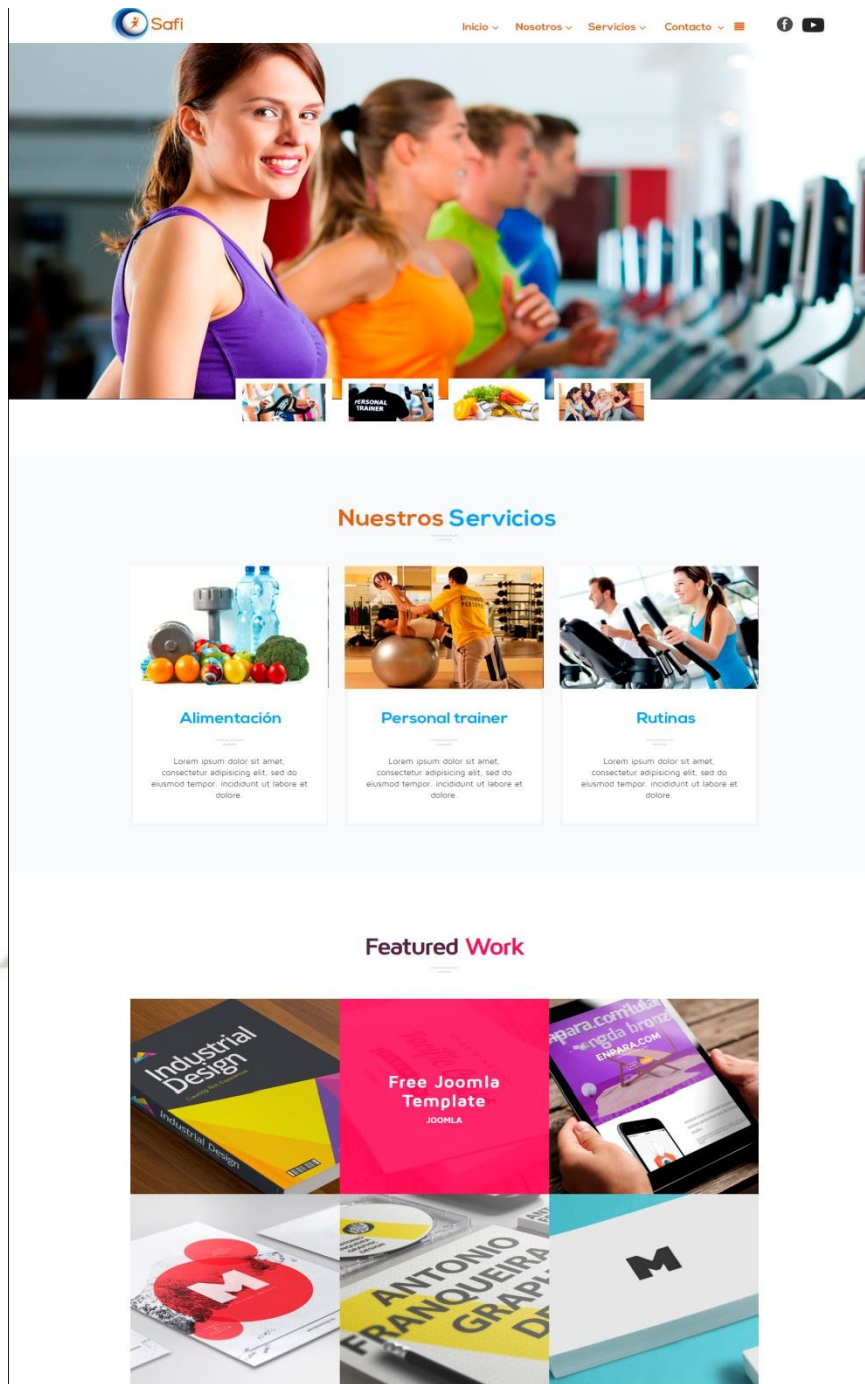 Safi
Inicio
Nosotros
Servicios
Contacto
PERSONAL
TRAINER
Nuestros Servicios
Alimentación
Personal trainer
Rutinas
Lorem ipsum dolor sit amet,
consectetur adipisicing elit, sed do
eiusmod tempor. incididunt ut labore et
dolore.
Lorem ipsum dolor sit amet,
consectetur adipisicing elit, sed do
eiusmod tempor. incididunt ut labore et
dolore.
Lorem ipsum dolor sit amet,
consectetur adipisicing elit, sed do
eiusmod tempor. incididunt ut labore et
dolore.
Featured Work
Industrial
Design
Industrial Design
Free Joomla
Template
JOOMLA
ENPARA.COM
M
ANTONIO
FRANQUEIRA
M